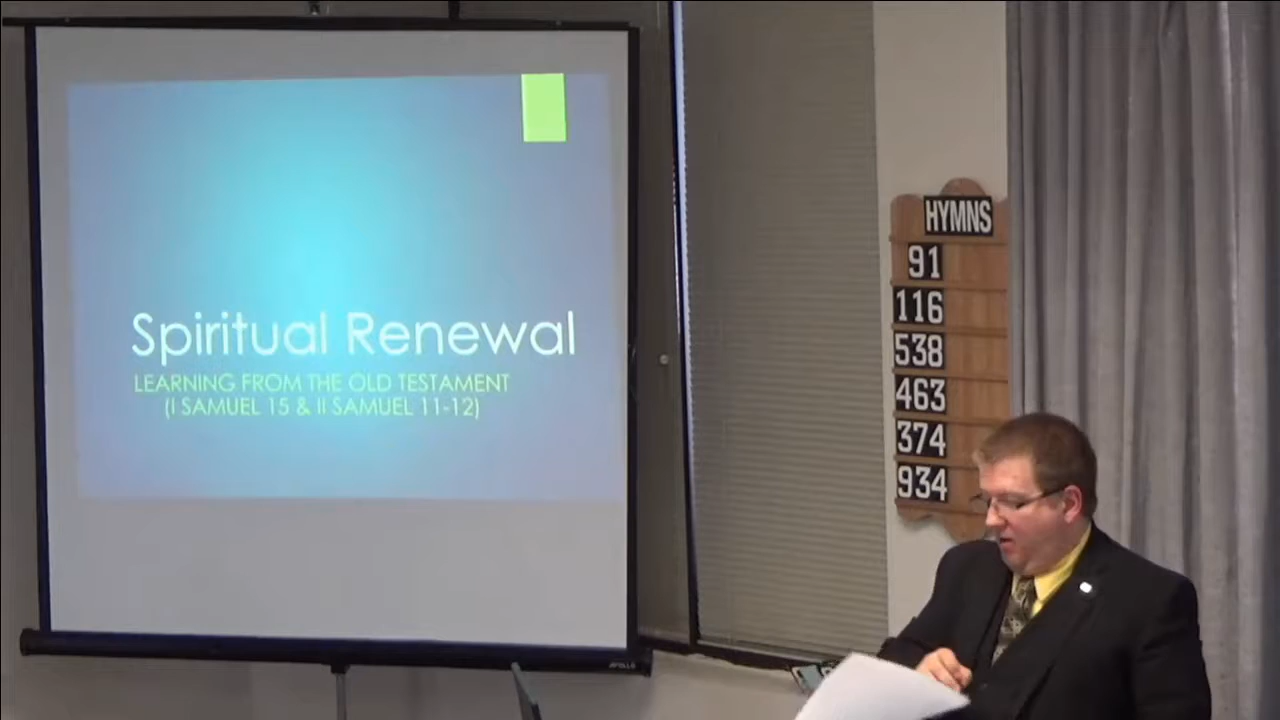 Spiritual Renewal
LEARNING FROM THE OLD TESTAMENT
(I SAMUEL 15 & II SAMUEL 11-12)
HYMNS
91
116
538
463
374
934
APOLLO